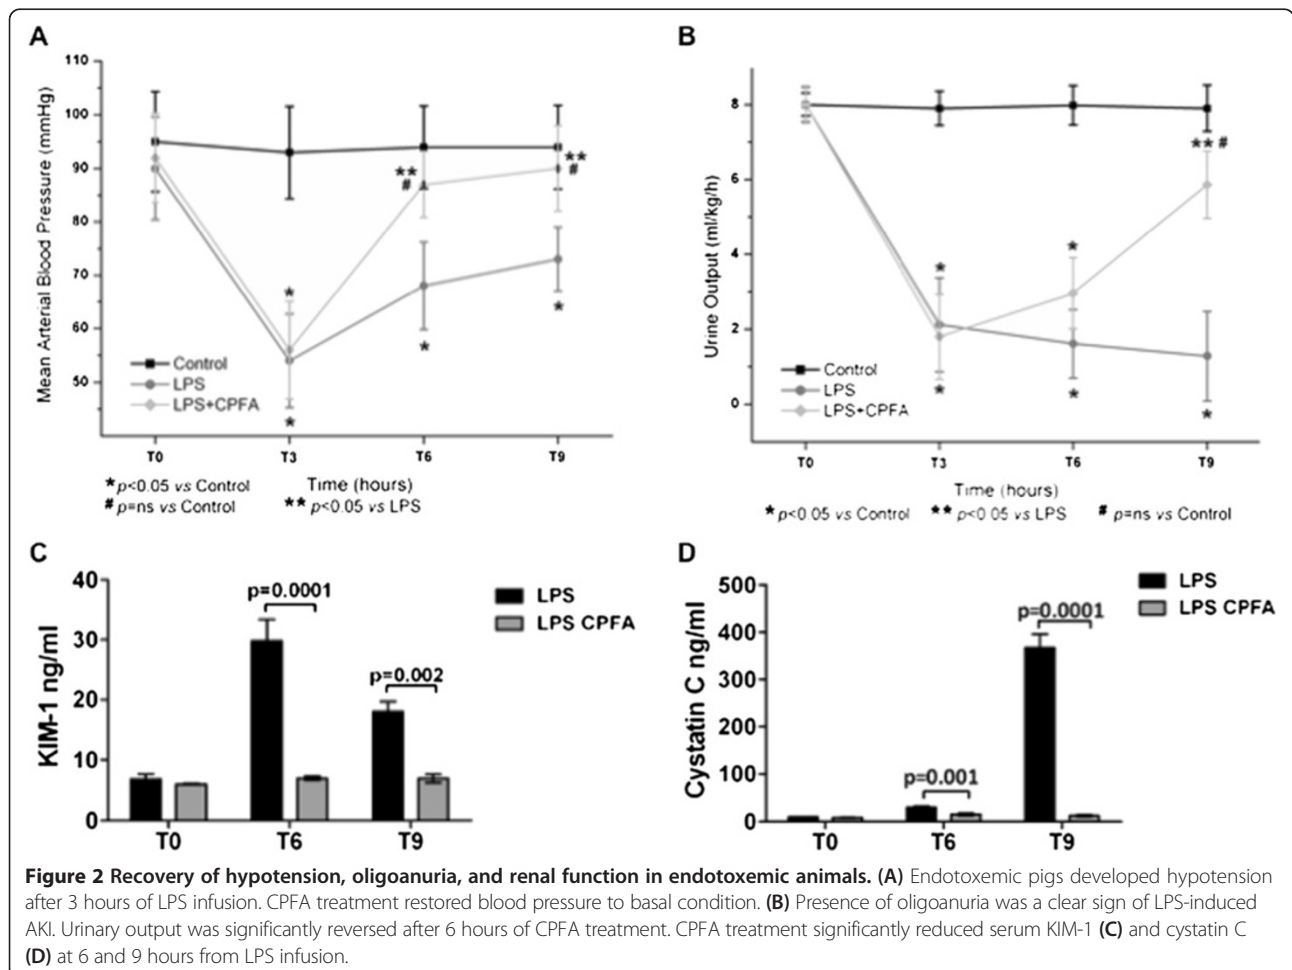 A
Mean Arterial Blood Pressure (mmHg)
110
100
90
80
70
60
50
*
*
**
#
*
**
#
*
Control
LPS
LPS+CPFA
T0 T3 T6 T9
Time (hours)
* p<0.05 vs Control
# p=ns vs Control
** p<0.05 vs LPS
B
Urine Output (ml/kg/h)
8
6
4
2
0
*
*
*
*
** #
*
Control
LPS
LPS+CPFA
T0 T3 T6 T9
Time (hours)
* p<0.05 vs Control ** p<0.05 vs LPS # p=ns vs Control
C
KIM-1 ng/ml
40
30
20
10
0
p=0.0001
p=0.002
LPS
LPS CPFA
T0 T6 T9
D
Cystatin C ng/ml
500
400
300
200
100
0
p=0.001
p=0.0001
LPS
LPS CPFA
T0 T6 T9
Figure 2 Recovery of hypotension, oligoanuria, and renal function in endotoxemic animals. (A) Endotoxemic pigs developed hypotension
after 3 hours of LPS infusion. CPFA treatment restored blood pressure to basal condition. (B) Presence of oligoanuria was a clear sign of LPS-induced
AKI. Urinary output was significantly reversed after 6 hours of CPFA treatment. CPFA treatment significantly reduced serum KIM-1 (C) and cystatin C
(D) at 6 and 9 hours from LPS infusion.